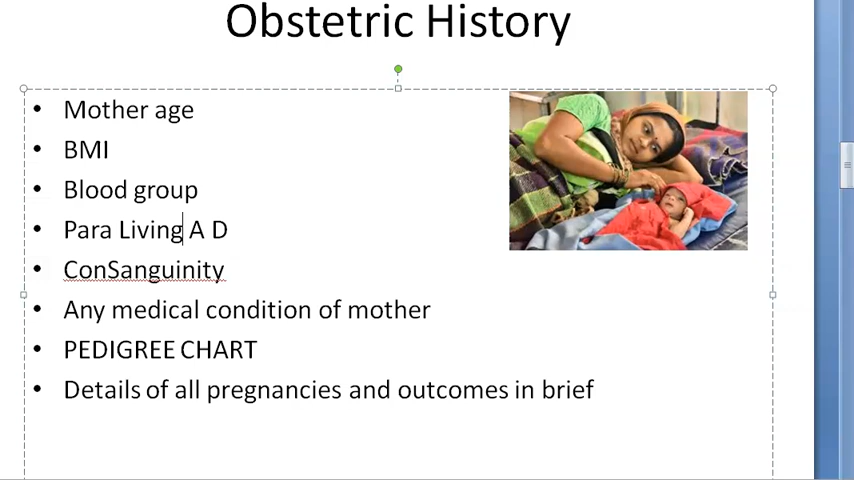 Obstetric History
• Mother age
• BMI
• Blood group
• Para Living A D
• ConSanguinity
• Any medical condition of mother
• PEDIGREE CHART
• Details of all pregnancies and outcomes in brief